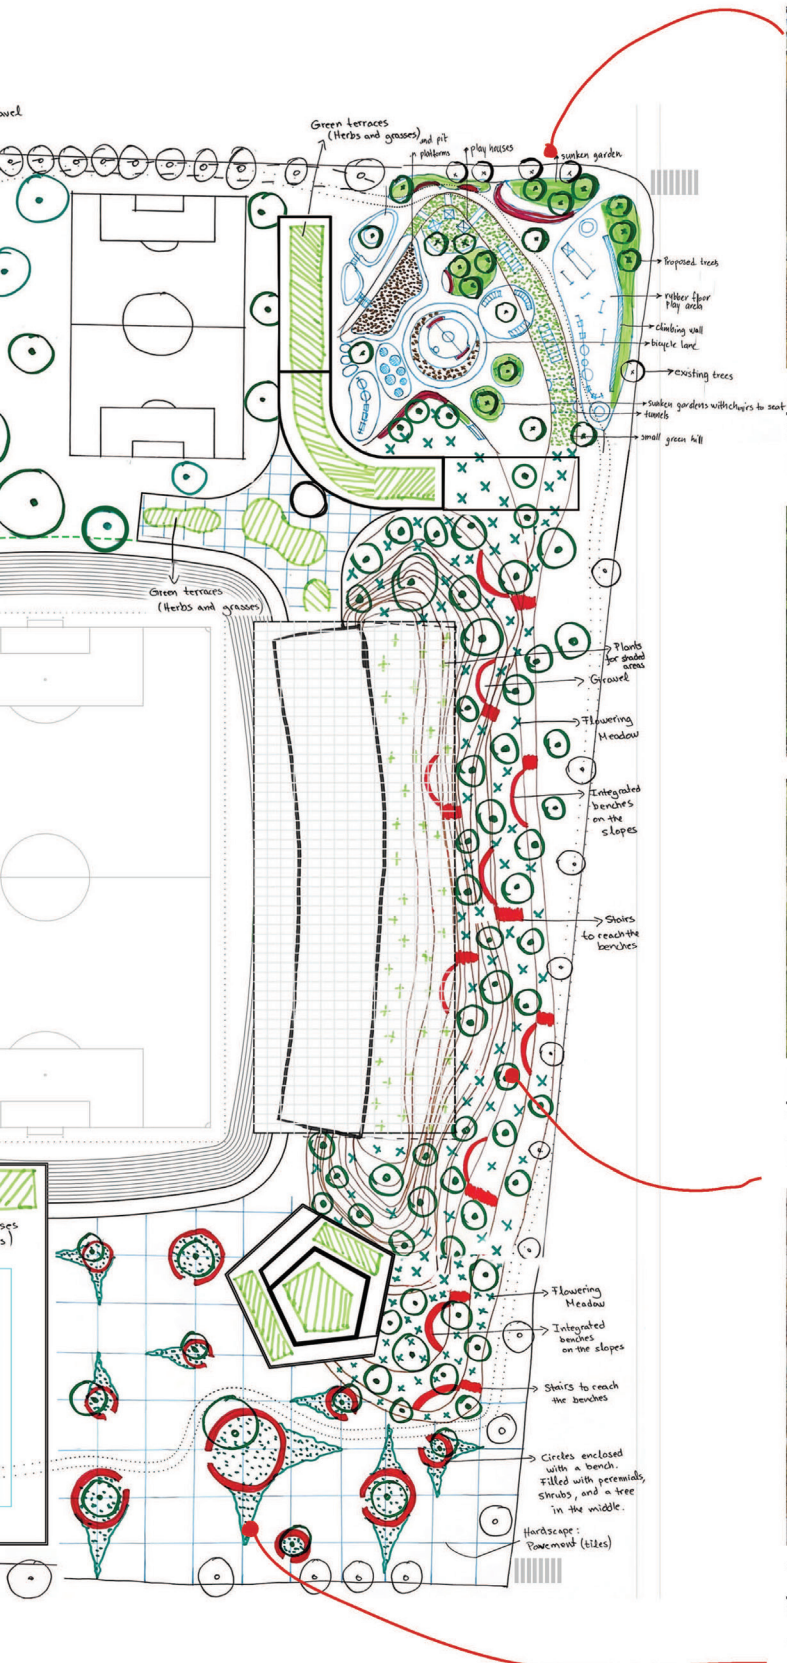 avel
Green terraces
(Herbs and grasses)
and pit
platforms
play houses
sunken garden
Proposed trees
rubber floor
play area
climbing wall
bicycle lane
existing trees
sunken gardens with chairs to seat
tunnels
small green hill
Green terraces
(Herbs and grasses)
Plants
for shaded
areas
Gravel
Flowering
Meadow
Integrated
benches
on the
slopes
Stairs
to reach the
benches
ses
s)
Flowering
Meadow
Integrated
benches
on the slopes
Stairs to reach
the benches
Circles enclosed
with a bench.
Filled with perennials,
shrubs, and a tree
in the middle.
Hardscape:
Pavement (tiles)